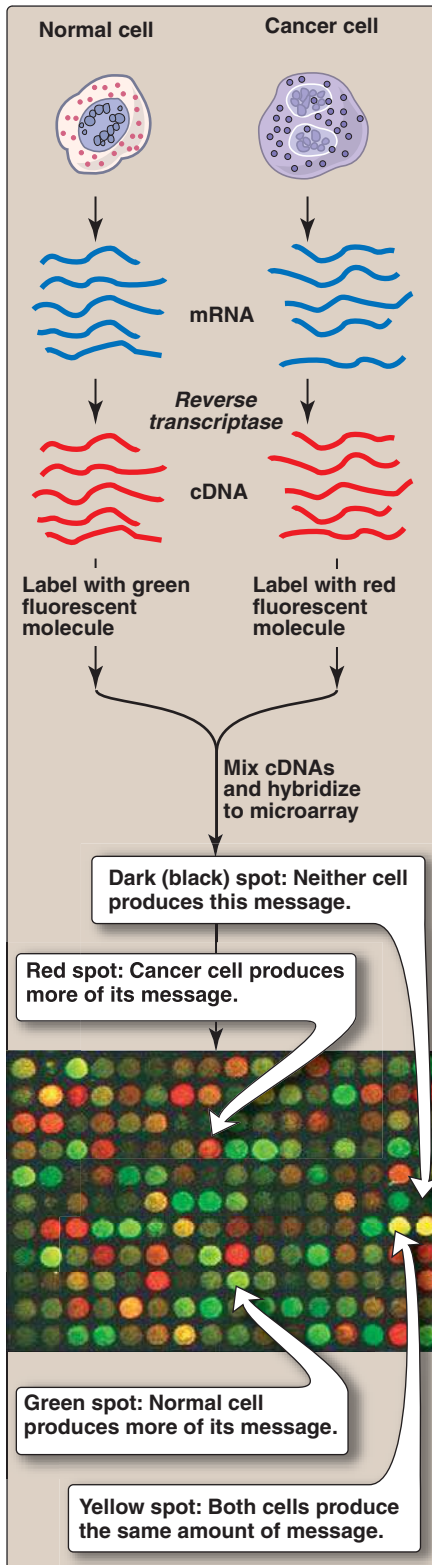 Normal cell
Cancer cell
mRNA
Reverse
transcriptase
cDNA
Label with green
fluorescent
molecule
Label with red
fluorescent
molecule
Mix cDNAs
and hybridize
to microarray
Dark (black) spot: Neither cell
produces this message.
Red spot: Cancer cell produces
more of its message.
Green spot: Normal cell
produces more of its message.
Yellow spot: Both cells produce
the same amount of message.